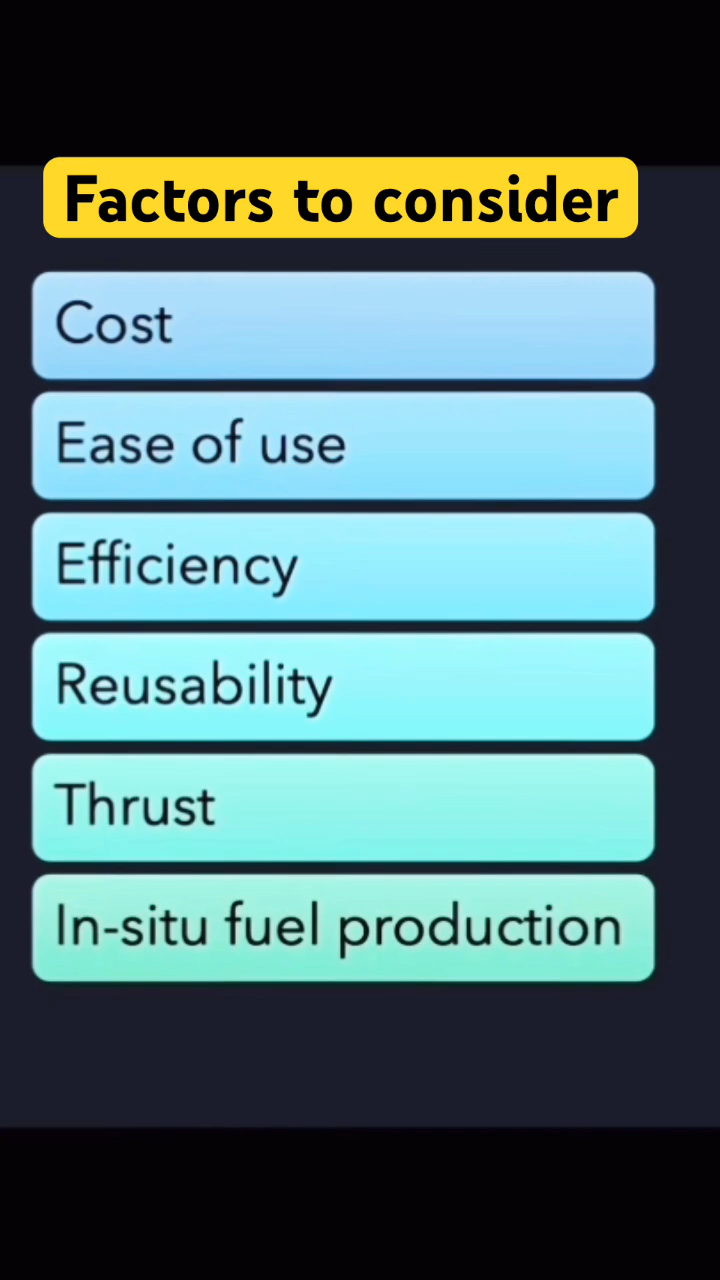 Factors to consider
Cost
Ease of use
Efficiency
Reusability
Thrust
In-situ fuel production